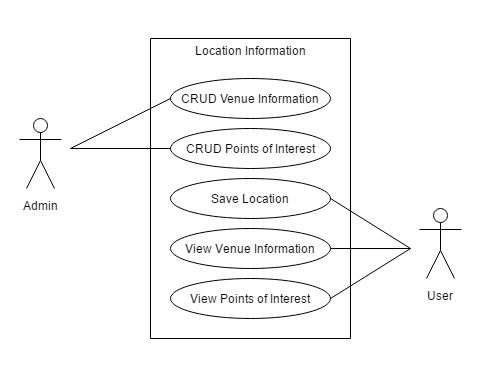 Location Information
CRUD Venue Information
CRUD Points of Interest
Admin
Save Location
View Venue Information
View Points of Interest
User